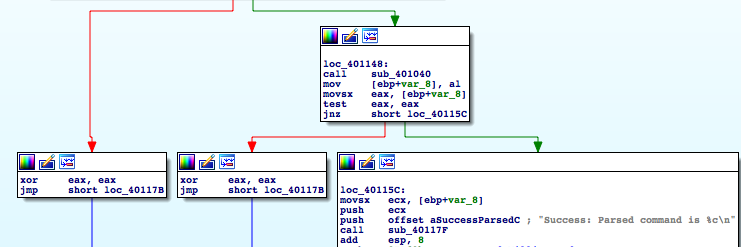 loc_401148:
call sub_401040
mov [ebp+var_8], al
movsx eax, [ebp+var_8]
test eax, eax
jnz short loc_40115C
xor eax, eax
jmp short loc_40117B
xor eax, eax
jmp short loc_40117B
loc_40115C:
movsx ecx, [ebp+var_8]
push ecx
push offset aSuccessParsedC ; "Success: Parsed command is %c\n"
call sub_40117F
add esp, 8